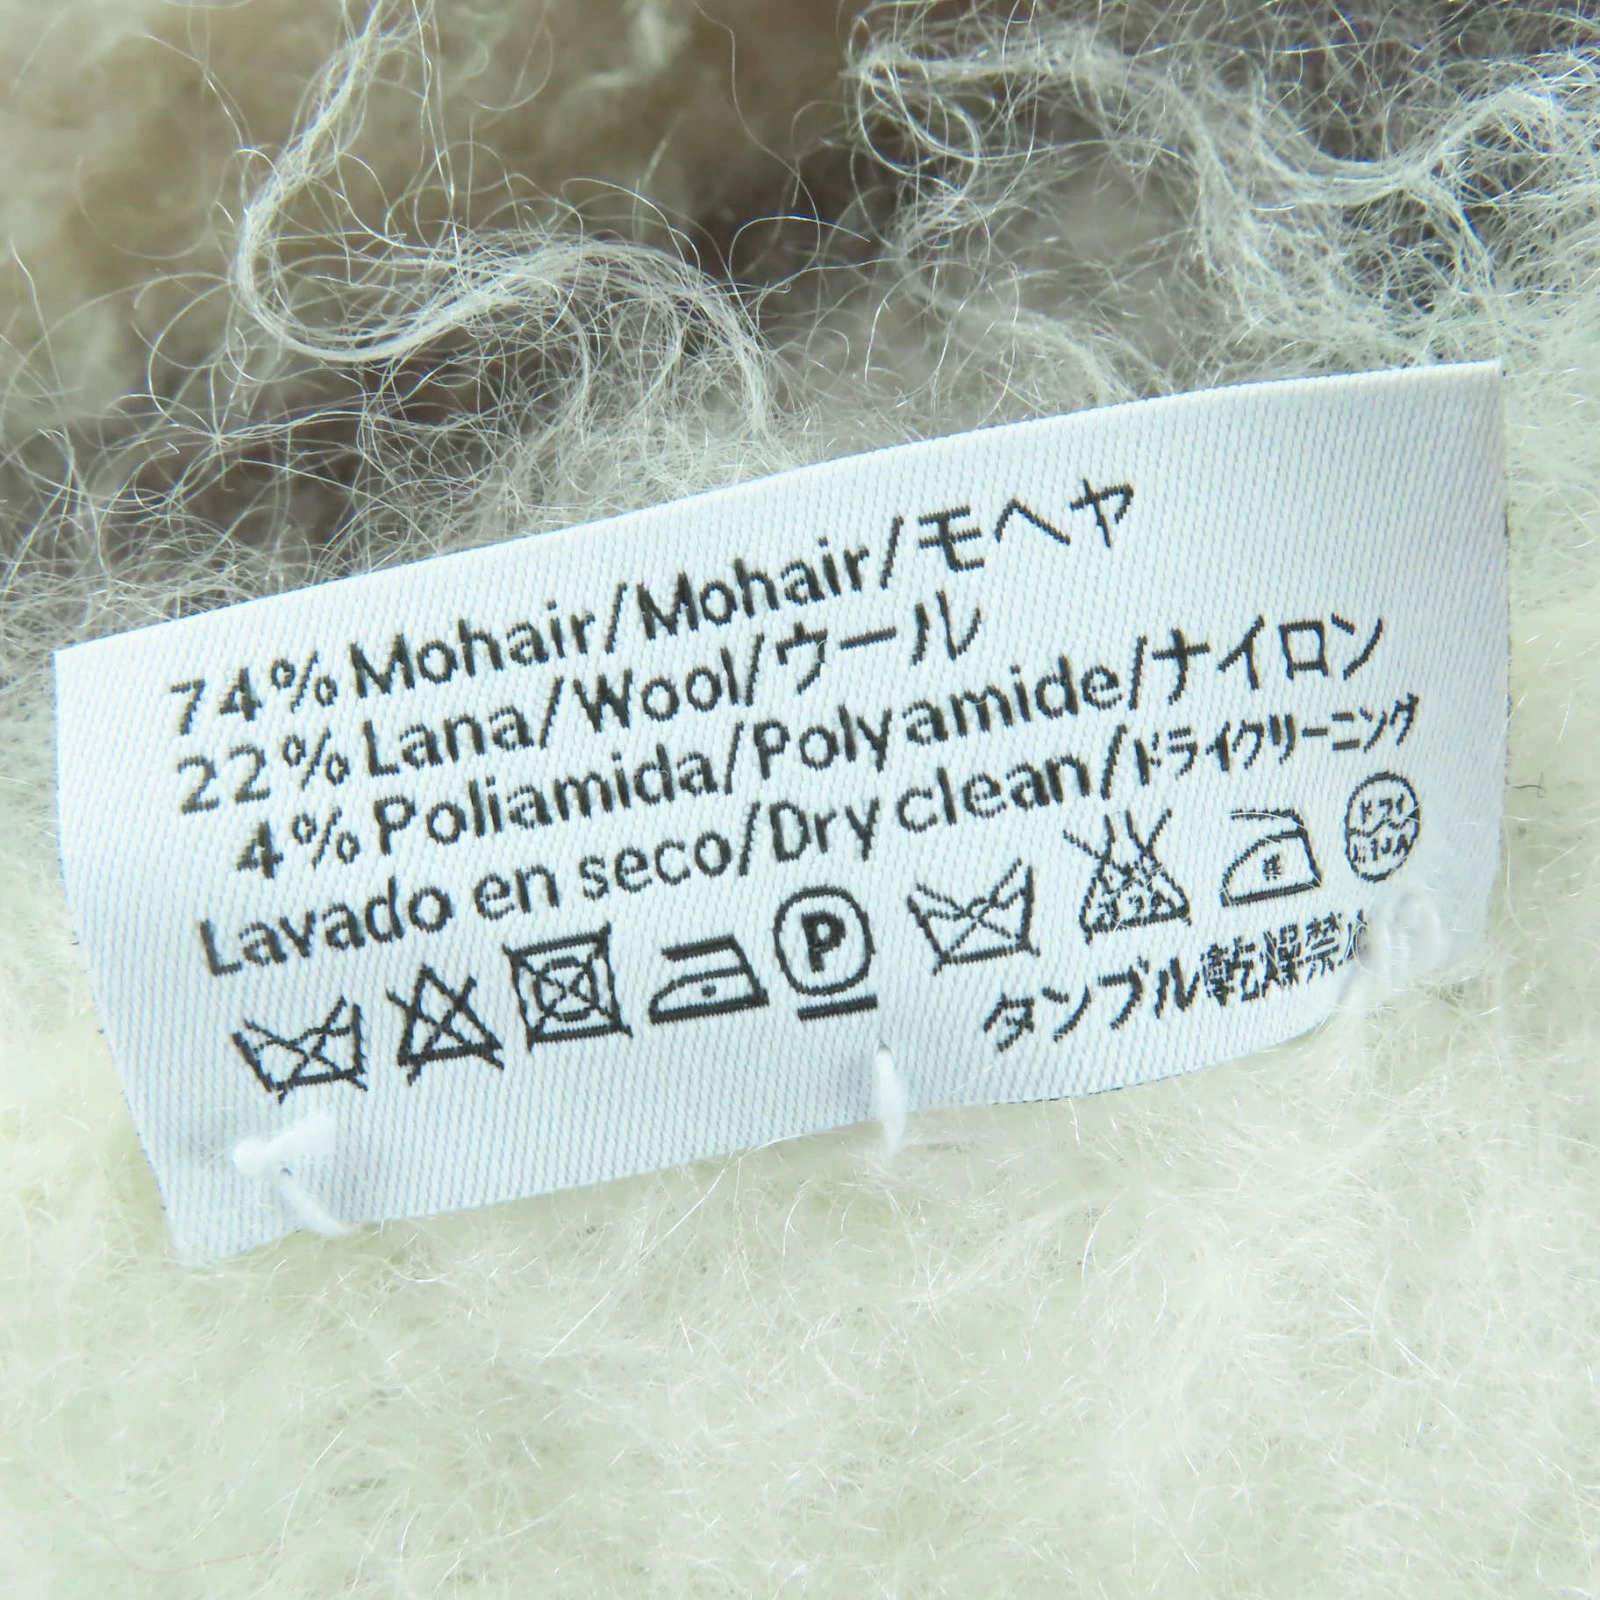 74% Mohair/Mohair/モヘヤ
22% Lana/Wool/ウール
4% Poliamida/Polyamide/ナイロン
Lavado en seco/Dry clean/ドライクリーニング
P
タンブル乾燥禁